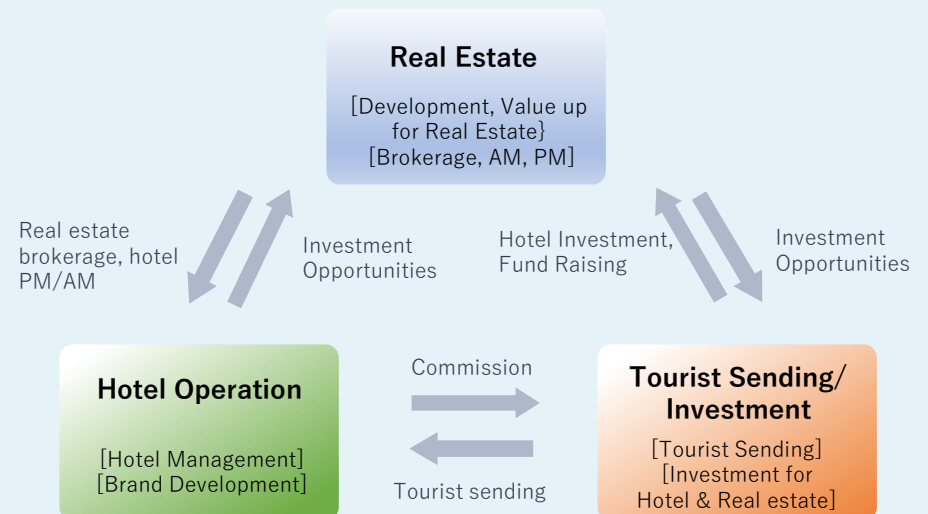 Real Estate
[Development, Value up
for Real Estate}
[Brokerage, AM, PM]
Real estate
brokerage, hotel
PM/AM
Investment
Opportunities
Hotel Investment,
Fund Raising
Investment
Opportunities
Hotel Operation
[Hotel Management]
[Brand Development]
Commission
Tourist sending
Tourist Sending/
Investment
[Tourist Sending]
[Investment for
Hotel & Real estate]